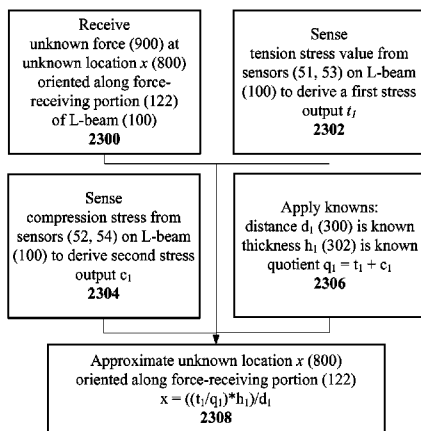 Receive
unknown force (900) at
unknown location x (800)
oriented along force-
receiving portion (122)
of L-beam (100)
2300
Sense
tension stress value from
sensors (51, 53) on L-beam
(100) to derive a first stress
output t₁
2302
Sense
compression stress from
sensors (52, 54) on L-beam
(100) to derive second stress
output c₁
2304
Apply knowns:
distance d₁ (300) is known
thickness h₁ (302) is known
quotient q₁ = t₁ + c₁
2306
Approximate unknown location x (800)
oriented along force-receiving portion (122)
x = ((t₁/q₁)*h₁)/d₁
2308